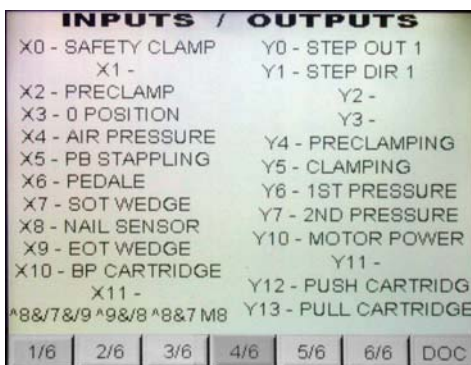 INPUTS / OUTPUTS
X0 - SAFETY CLAMP
X1 -
X2 - PRECLAMP
X3 - 0 POSITION
X4 - AIR PRESSURE
X5 - PB STAPPLING
X6 - PEDALE
X7 - SOT WEDGE
X8 - NAIL SENSOR
X9 - EOT WEDGE
X10 - BP CARTRIDGE
X11 -
^8&/7&/9 ^9&/8 ^8&7 M8
Y0 - STEP OUT 1
Y1 - STEP DIR 1
Y2 -
Y3 -
Y4 - PRECLAMPING
Y5 - CLAMPING
Y6 - 1ST PRESSURE
Y7 - 2ND PRESSURE
Y10 - MOTOR POWER
Y11 -
Y12 - PUSH CARTRIDG
Y13 - PULL CARTRIDGE
1/6 2/6 3/6 4/6 5/6 6/6 DOC